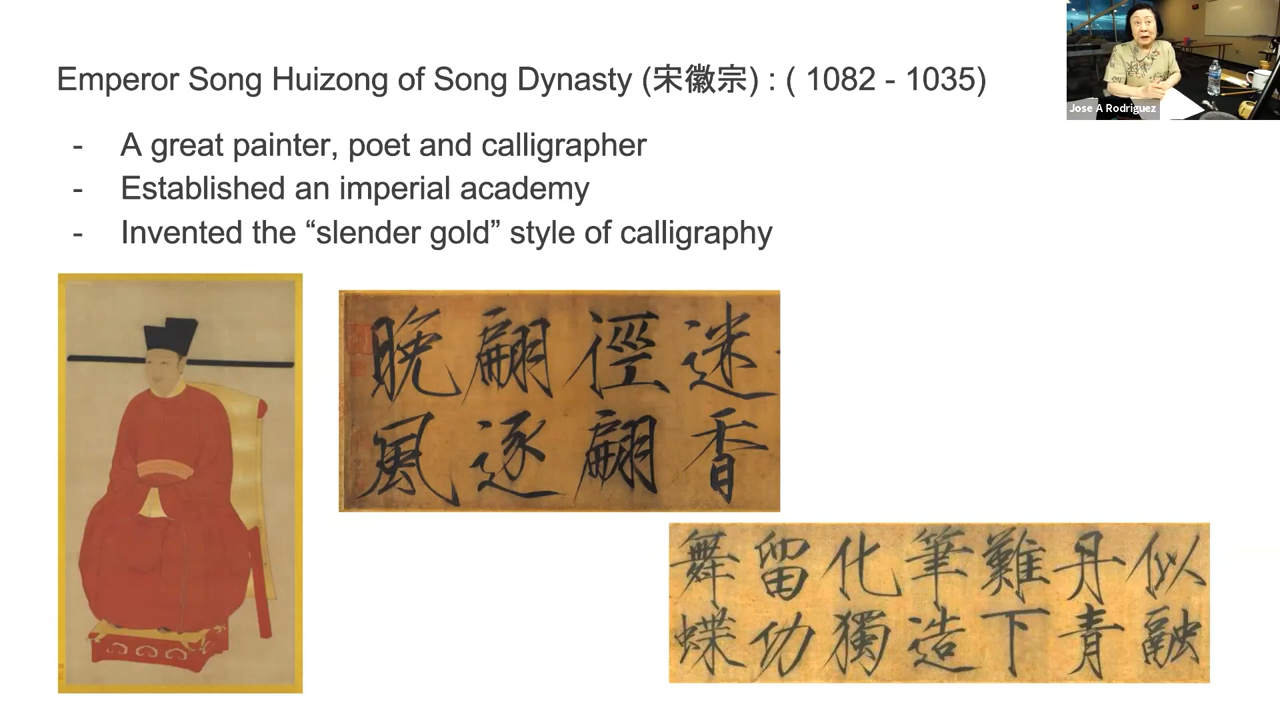 Emperor Song Huizong of Song Dynasty (宋徽宗) : ( 1082 - 1035)
- A great painter, poet and calligrapher
- Established an imperial academy
- Invented the “slender gold” style of calligraphy
Jose A Rodriguez
迷香
徑翩
翩逐
晚風
似融
丹青
難下
筆造
化獨
留功
舞蝶